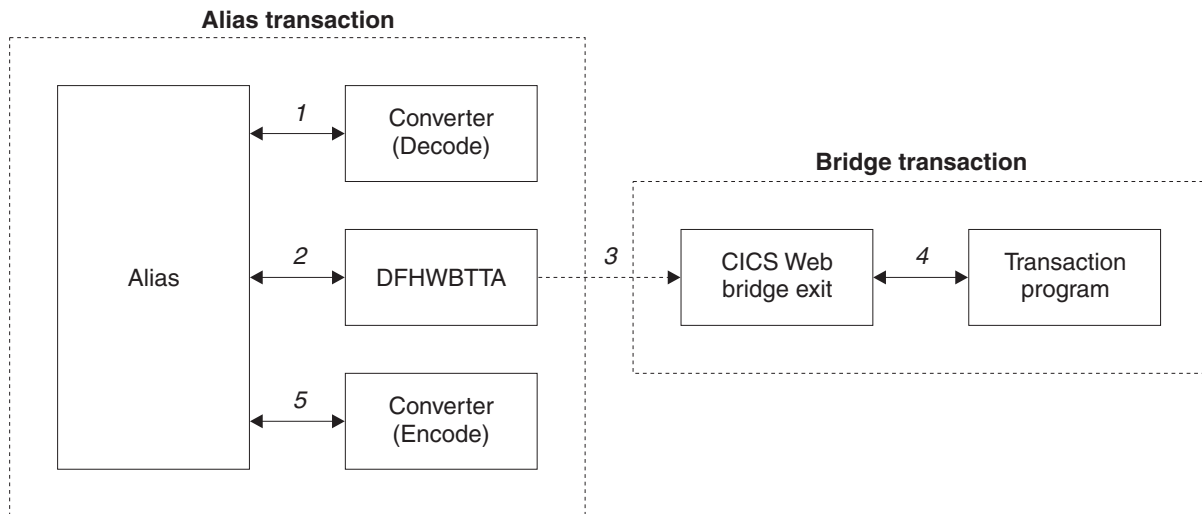 Alias transaction
1
Converter
(Decode)
Bridge transaction
Alias
2
DFHWBTTA
3
CICS Web
bridge exit
4
Transaction
program
5
Converter
(Encode)